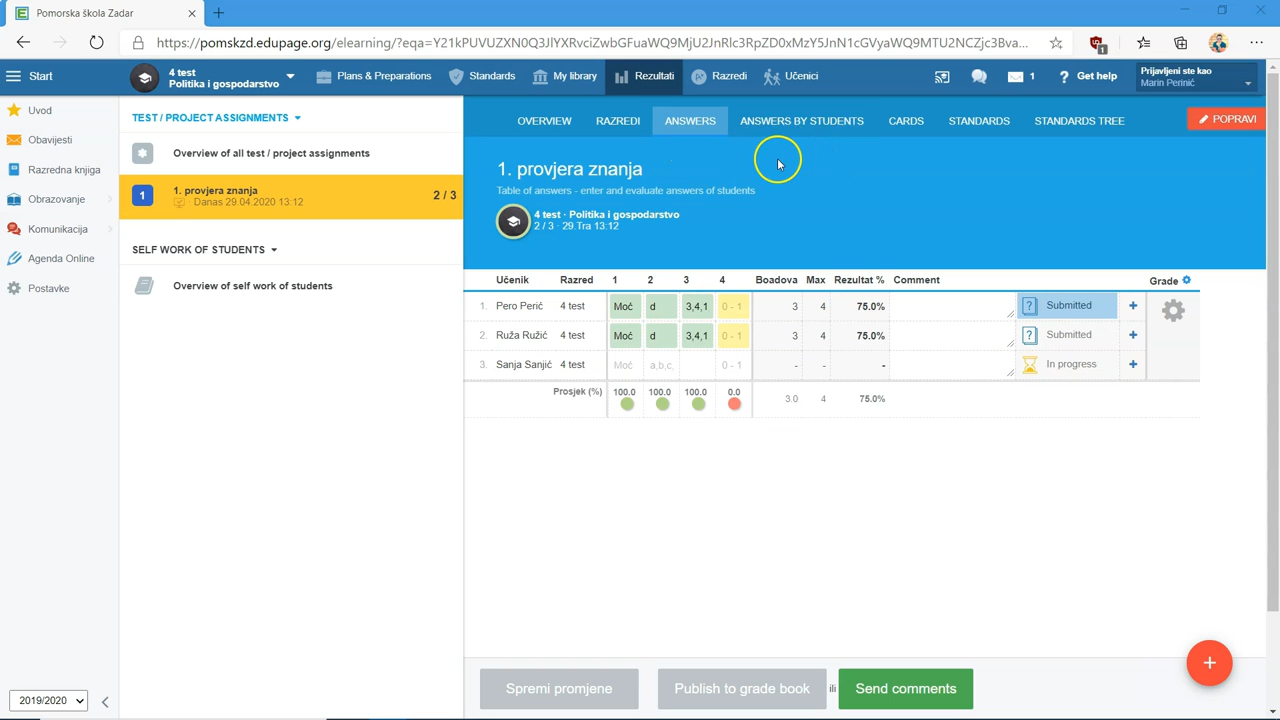 Pomorska škola Zadar
https://pomskzd.edupage.org/elearning/?eqa=Y21kPUVUZXN0Q3JlYXRvciZwbGFuaWQ9MjU2JnRlc3RpZD0xMzY5JnN1cGVyaWQ9MTU2NCZjc3Bva...
Start
4 test
Politika i gospodarstvo
Plans & Preparations
Standards
My library
Rezultati
Razredi
Učenici
1
Get help
Prijavljeni ste kao
Marin Perinić
Uvod
Obavijesti
Razredna knjiga
Obrazovanje
Komunikacija
Agenda Online
Postavke
2019/2020
TEST / PROJECT ASSIGNMENTS
Overview of all test / project assignments
1
1. provjera znanja
Danas 29.04.2020 13:12
2 / 3
SELF WORK OF STUDENTS
Overview of self work of students
OVERVIEW RAZREDI ANSWERS ANSWERS BY STUDENTS CARDS STANDARDS STANDARDS TREE
POPRAVI
1. provjera znanja
Table of answers - enter and evaluate answers of students
4 test · Politika i gospodarstvo
2 / 3 · 29.Tra 13:12
Učenik Razred 1 2 3 4 Boadova Max Rezultat % Comment Grade
1. Pero Perić 4 test Moć d 3,4,1 0 - 1 3 4 75.0% Submitted
2. Ruža Ružić 4 test Moć d 3,4,1 0 - 1 3 4 75.0% Submitted
3. Sanja Sanjić 4 test Moć a,b,c, 0 - 1 - - - In progress
Prosjek (%) 100.0 100.0 100.0 0.0 3.0 4 75.0%
Spremi promjene
Publish to grade book
ili
Send comments